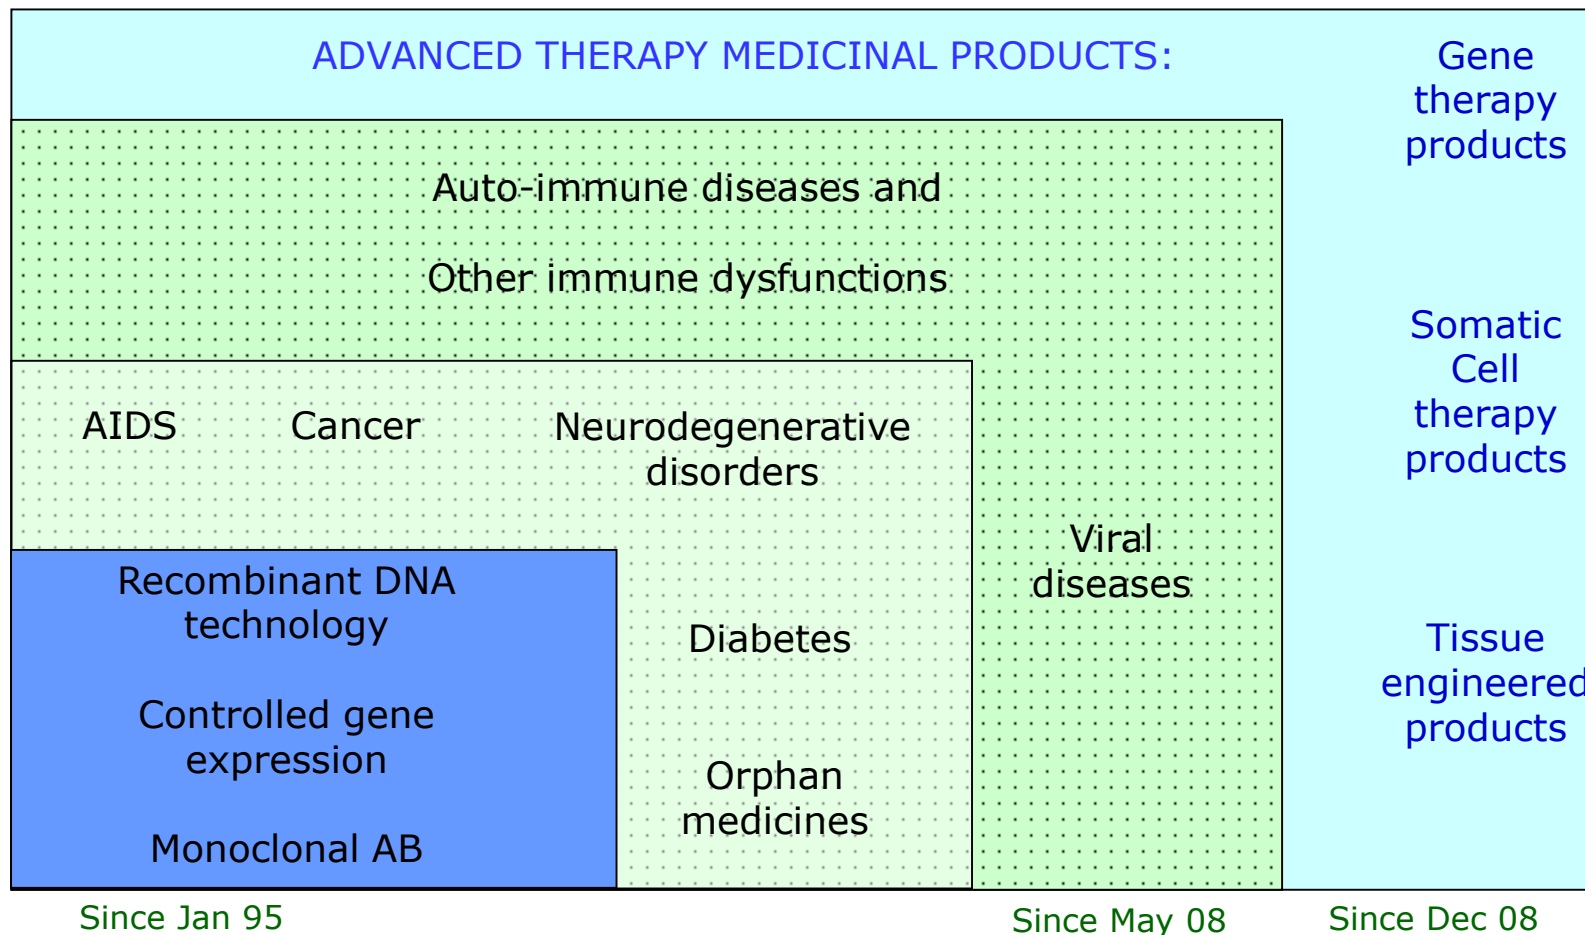 ADVANCED THERAPY MEDICINAL PRODUCTS:
Gene
therapy
products
Auto-immune diseases and
Other immune dysfunctions
Somatic
Cell
therapy
products
AIDS
Cancer
Neurodegenerative
disorders
Viral
diseases
Recombinant DNA
technology
Diabetes
Tissue
engineered
products
Controlled gene
expression
Orphan
medicines
Monoclonal AB
Since Jan 95
Since May 08
Since Dec 08